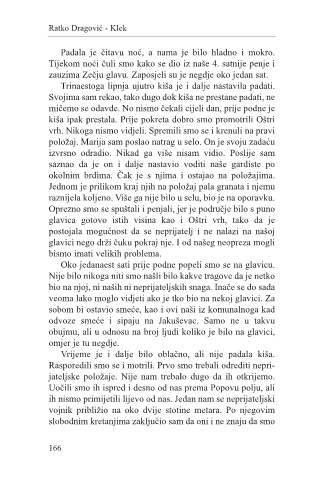 Ratko Dragović - Klek
Padala je čitavu noć, a nama je bilo hladno i mokro.
Tijekom noći čuli smo kako se dio iz naše 4. satnije penje i
zauzima Zečju glavu. Zaposjeli su je negdje oko jedan sat.
Trinaestoga lipnja ujutro kiša je i dalje nastavila padati.
Svojima sam rekao, tako dugo dok kiša ne prestane padati, ne
mičemo se odavde. No nismo čekali cijeli dan, prije podne je
kiša ipak prestala. Prije pokreta dobro smo promotrili Oštri
vrh. Nikoga nismo vidjeli. Spremili smo se i krenuli na pravi
položaj. Marija sam poslao natrag u selo. On je svoju zadaću
izvrsno odradio. Nikad ga više nisam vidio. Poslije sam
saznao da je on i dalje nastavio voditi naše gardiste po
okolnim brdima. Čak je s njima i ostajao na položajima.
Jednom je prilikom kraj njih na položaj pala granata i njemu
raznijela koljeno. Više ga nije bilo u selu, bio je na oporavku.
Oprezno smo se spuštali i penjali, jer je područje bilo s puno
glavica gotovo istih visina kao i Oštri vrh, tako da je
postojala mogućnost da se neprijatelj i ne nalazi na našoj
glavici nego drži čuku pokraj nje. I od našeg neopreza mogli
bismo imati velikih problema.
Oko jedanaest sati prije podne popeli smo se na glavicu.
Nije bilo nikoga niti smo našli bilo kakve tragove da je netko
bio na njoj, ni naših ni neprijateljskih snaga. Inače se do sada
veoma lako moglo vidjeti ako je tko bio na nekoj glavici. Za
sobom bi ostavio smeće, kao i ovi naši iz komunalnoga kad
odvoze smeće i sipaju na Jakuševac. Samo ne u takvu
obujmu, ali u odnosu na broj ljudi koliko je bilo na glavici,
omjer je tu negdje.
Vrijeme je i dalje bilo oblačno, ali nije padala kiša.
Rasporedili smo se i motrili. Prvo smo trebali odrediti nepri-
jateljske položaje. Nije nam trebalo dugo da ih otkrijemo.
Uočili smo ih ispred i desno od nas prema Popovu polju, ali
ih nismo primijetili lijevo od nas. Jedan nam se neprijateljski
vojnik približio na oko dvije stotine metara. Po njegovim
slobodnim kretanjima zaključio sam da oni i ne znaju da smo
166